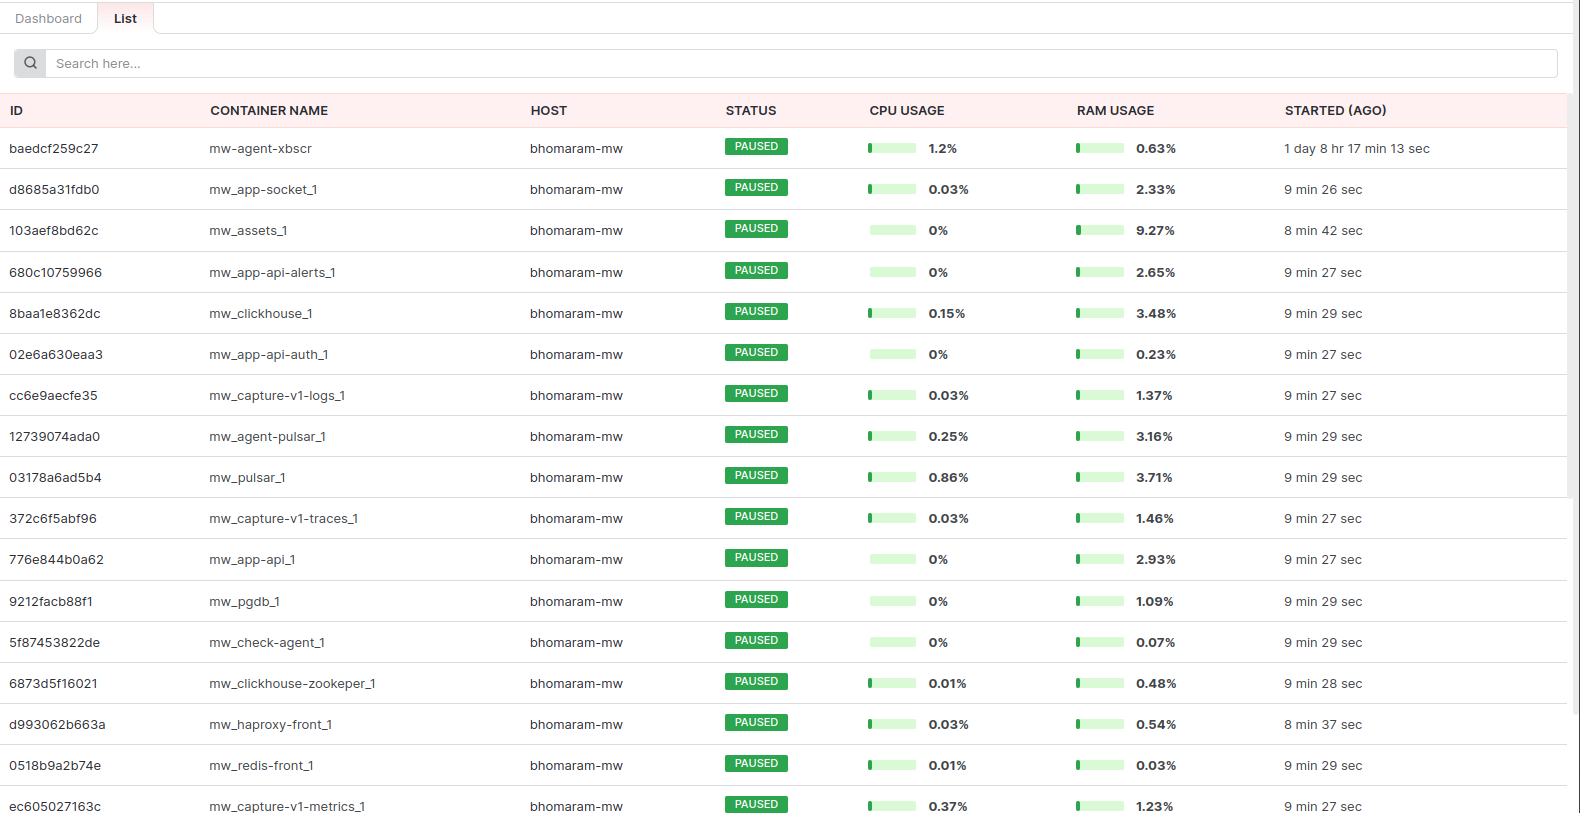 Dashboard List
Search here...
ID CONTAINER NAME HOST STATUS CPU USAGE RAM USAGE STARTED (AGO)
baedcf259c27 mw-agent-xbscr bhomaram-mw PAUSED 1.2% 0.63% 1 day 8 hr 17 min 13 sec
d8685a31fdb0 mw_app-socket_1 bhomaram-mw PAUSED 0.03% 2.33% 9 min 26 sec
103aef8bd62c mw_assets_1 bhomaram-mw PAUSED 0% 9.27% 8 min 42 sec
680c10759966 mw_app-api-alerts_1 bhomaram-mw PAUSED 0% 2.65% 9 min 27 sec
8baa1e8362dc mw_clickhouse_1 bhomaram-mw PAUSED 0.15% 3.48% 9 min 29 sec
02e6a630eaa3 mw_app-api-auth_1 bhomaram-mw PAUSED 0% 0.23% 9 min 27 sec
cc6e9aecfe35 mw_capture-v1-logs_1 bhomaram-mw PAUSED 0.03% 1.37% 9 min 27 sec
12739074ada0 mw_agent-pulsar_1 bhomaram-mw PAUSED 0.25% 3.16% 9 min 29 sec
03178a6ad5b4 mw_pulsar_1 bhomaram-mw PAUSED 0.86% 3.71% 9 min 29 sec
372c6f5abf96 mw_capture-v1-traces_1 bhomaram-mw PAUSED 0.03% 1.46% 9 min 27 sec
776e844b0a62 mw_app-api_1 bhomaram-mw PAUSED 0% 2.93% 9 min 27 sec
9212facb88f1 mw_pgdb_1 bhomaram-mw PAUSED 0% 1.09% 9 min 29 sec
5f87453822de mw_check-agent_1 bhomaram-mw PAUSED 0% 0.07% 9 min 29 sec
6873d5f16021 mw_clickhouse-zookeper_1 bhomaram-mw PAUSED 0.01% 0.48% 9 min 28 sec
d993062b663a mw_haproxy-front_1 bhomaram-mw PAUSED 0.03% 0.54% 8 min 37 sec
0518b9a2b74e mw_redis-front_1 bhomaram-mw PAUSED 0.01% 0.03% 9 min 29 sec
ec605027163c mw_capture-v1-metrics_1 bhomaram-mw PAUSED 0.37% 1.23% 9 min 27 sec